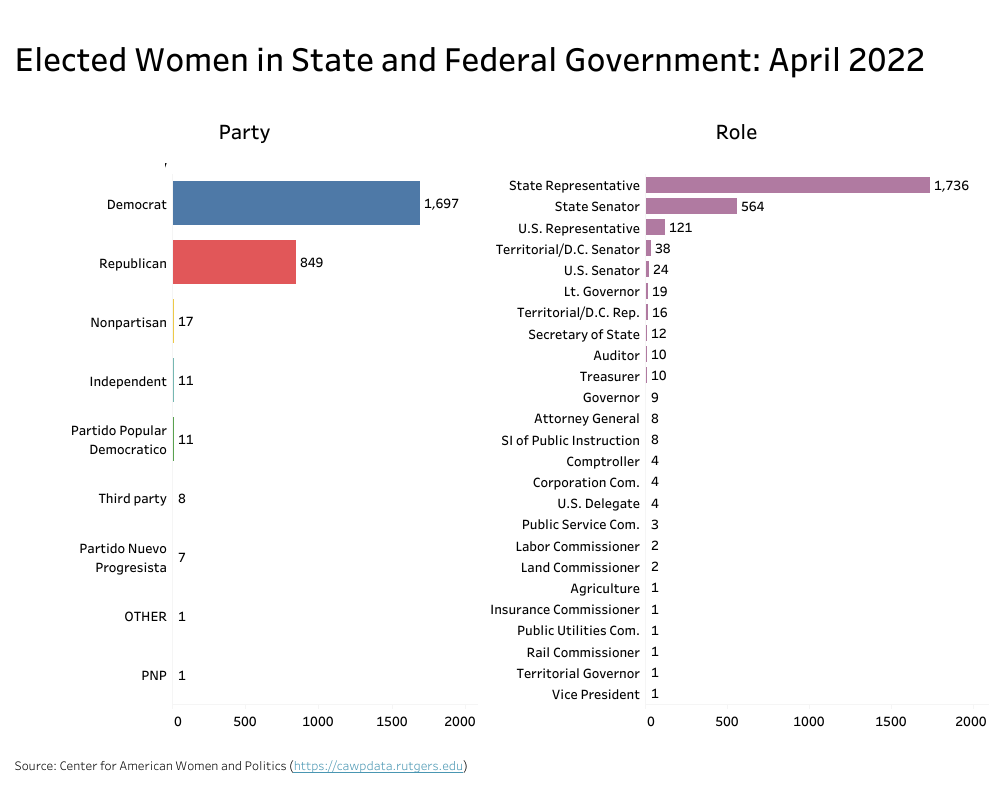 Elected Women in State and Federal Government: April 2022
Party
Democrat 1,697
Republican 849
Nonpartisan 17
Independent 11
Partido Popular
Democratico 11
Third party 8
Partido Nuevo
Progresista 7
OTHER 1
PNP 1
0 500 1000 1500 2000
Role
State Representative 1,736
State Senator 564
U.S. Representative 121
Territorial/D.C. Senator 38
U.S. Senator 24
Lt. Governor 19
Territorial/D.C. Rep. 16
Secretary of State 12
Auditor 10
Treasurer 10
Governor 9
Attorney General 8
SI of Public Instruction 8
Comptroller 4
Corporation Com. 4
U.S. Delegate 4
Public Service Com. 3
Labor Commissioner 2
Land Commissioner 2
Agriculture 1
Insurance Commissioner 1
Public Utilities Com. 1
Rail Commissioner 1
Territorial Governor 1
Vice President 1
0 500 1000 1500 2000
Source: Center for American Women and Politics (https://cawpdata.rutgers.edu)